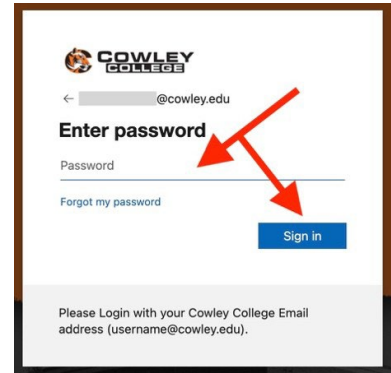 COWLEY
COLLEGE
@cowley.edu
Enter password
Password
Forgot my password
Sign in
Please Login with your Cowley College Email
address (username@cowley.edu).